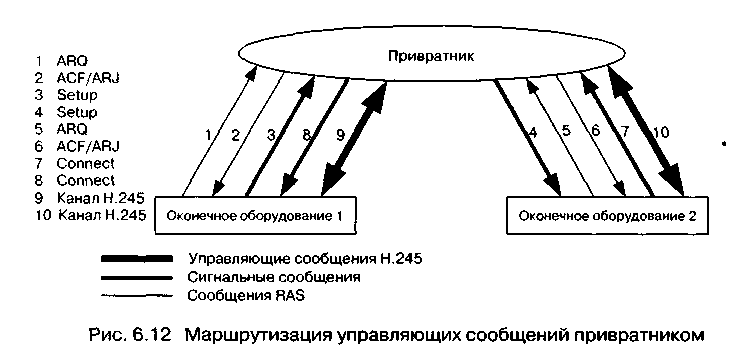 Привратник
1 ARQ
2 ACF/ARJ
3 Setup
4 Setup
5 ARQ
6 ACF/ARJ
7 Connect
8 Connect
9 Канал H.245
10 Канал H.245
1 2 3 8 9 4 5 6 7 10
Оконечное оборудование 1
Оконечное оборудование 2
Управляющие сообщения H.245
Сигнальные сообщения
Сообщения RAS
Рис. 6.12 Маршрутизация управляющих сообщений привратником